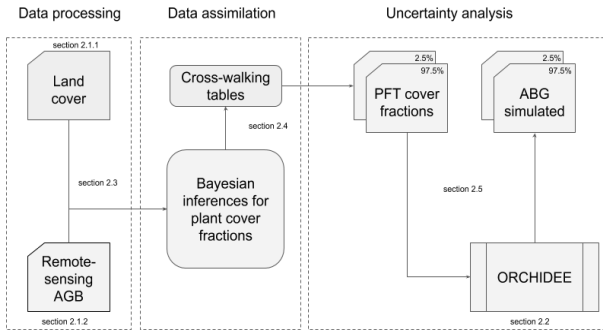 Data processing
Data assimilation
Uncertainty analysis
section 2.1.1
Land
cover
section 2.3
Remote-
sensing
AGB
section 2.1.2
Cross-walking
tables
section 2.4
Bayesian
inferences for
plant cover
fractions
2.5%
97.5%
PFT cover
fractions
2.5%
97.5%
ABG
simulated
section 2.5
ORCHIDEE
section 2.2